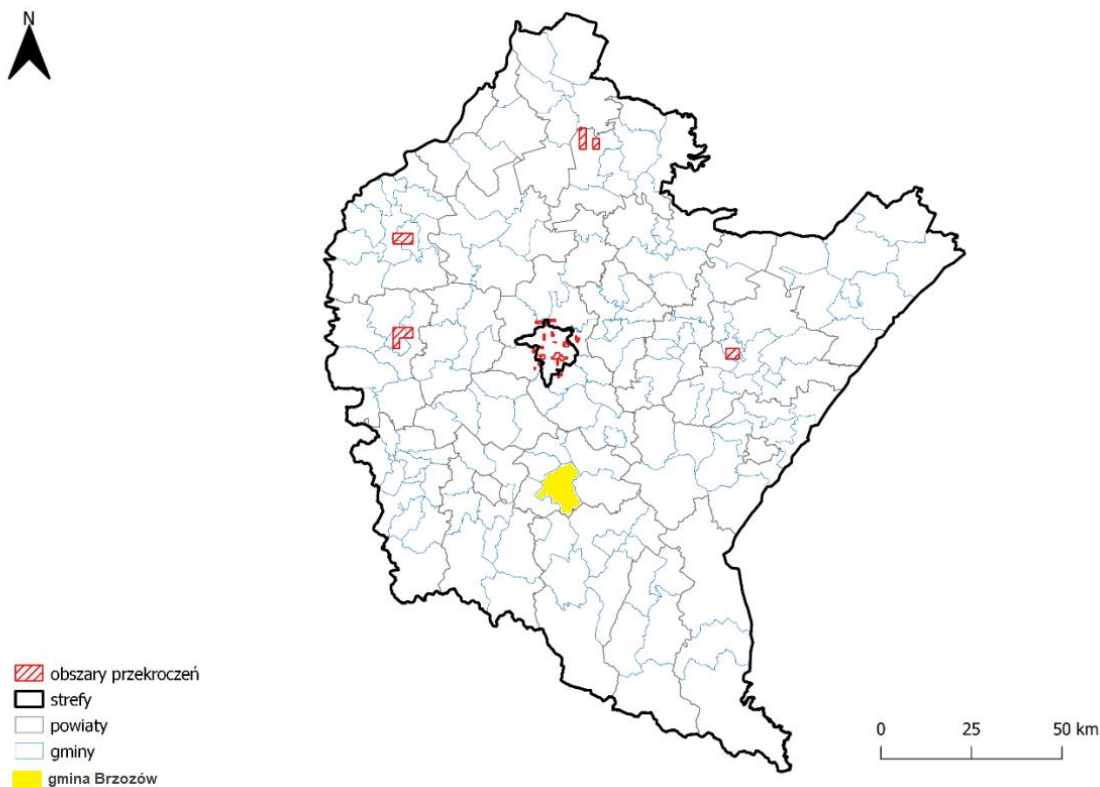 N
obszary przekroczeń
strefy
powiaty
gminy
gmina Brzozów
0 25 50 km